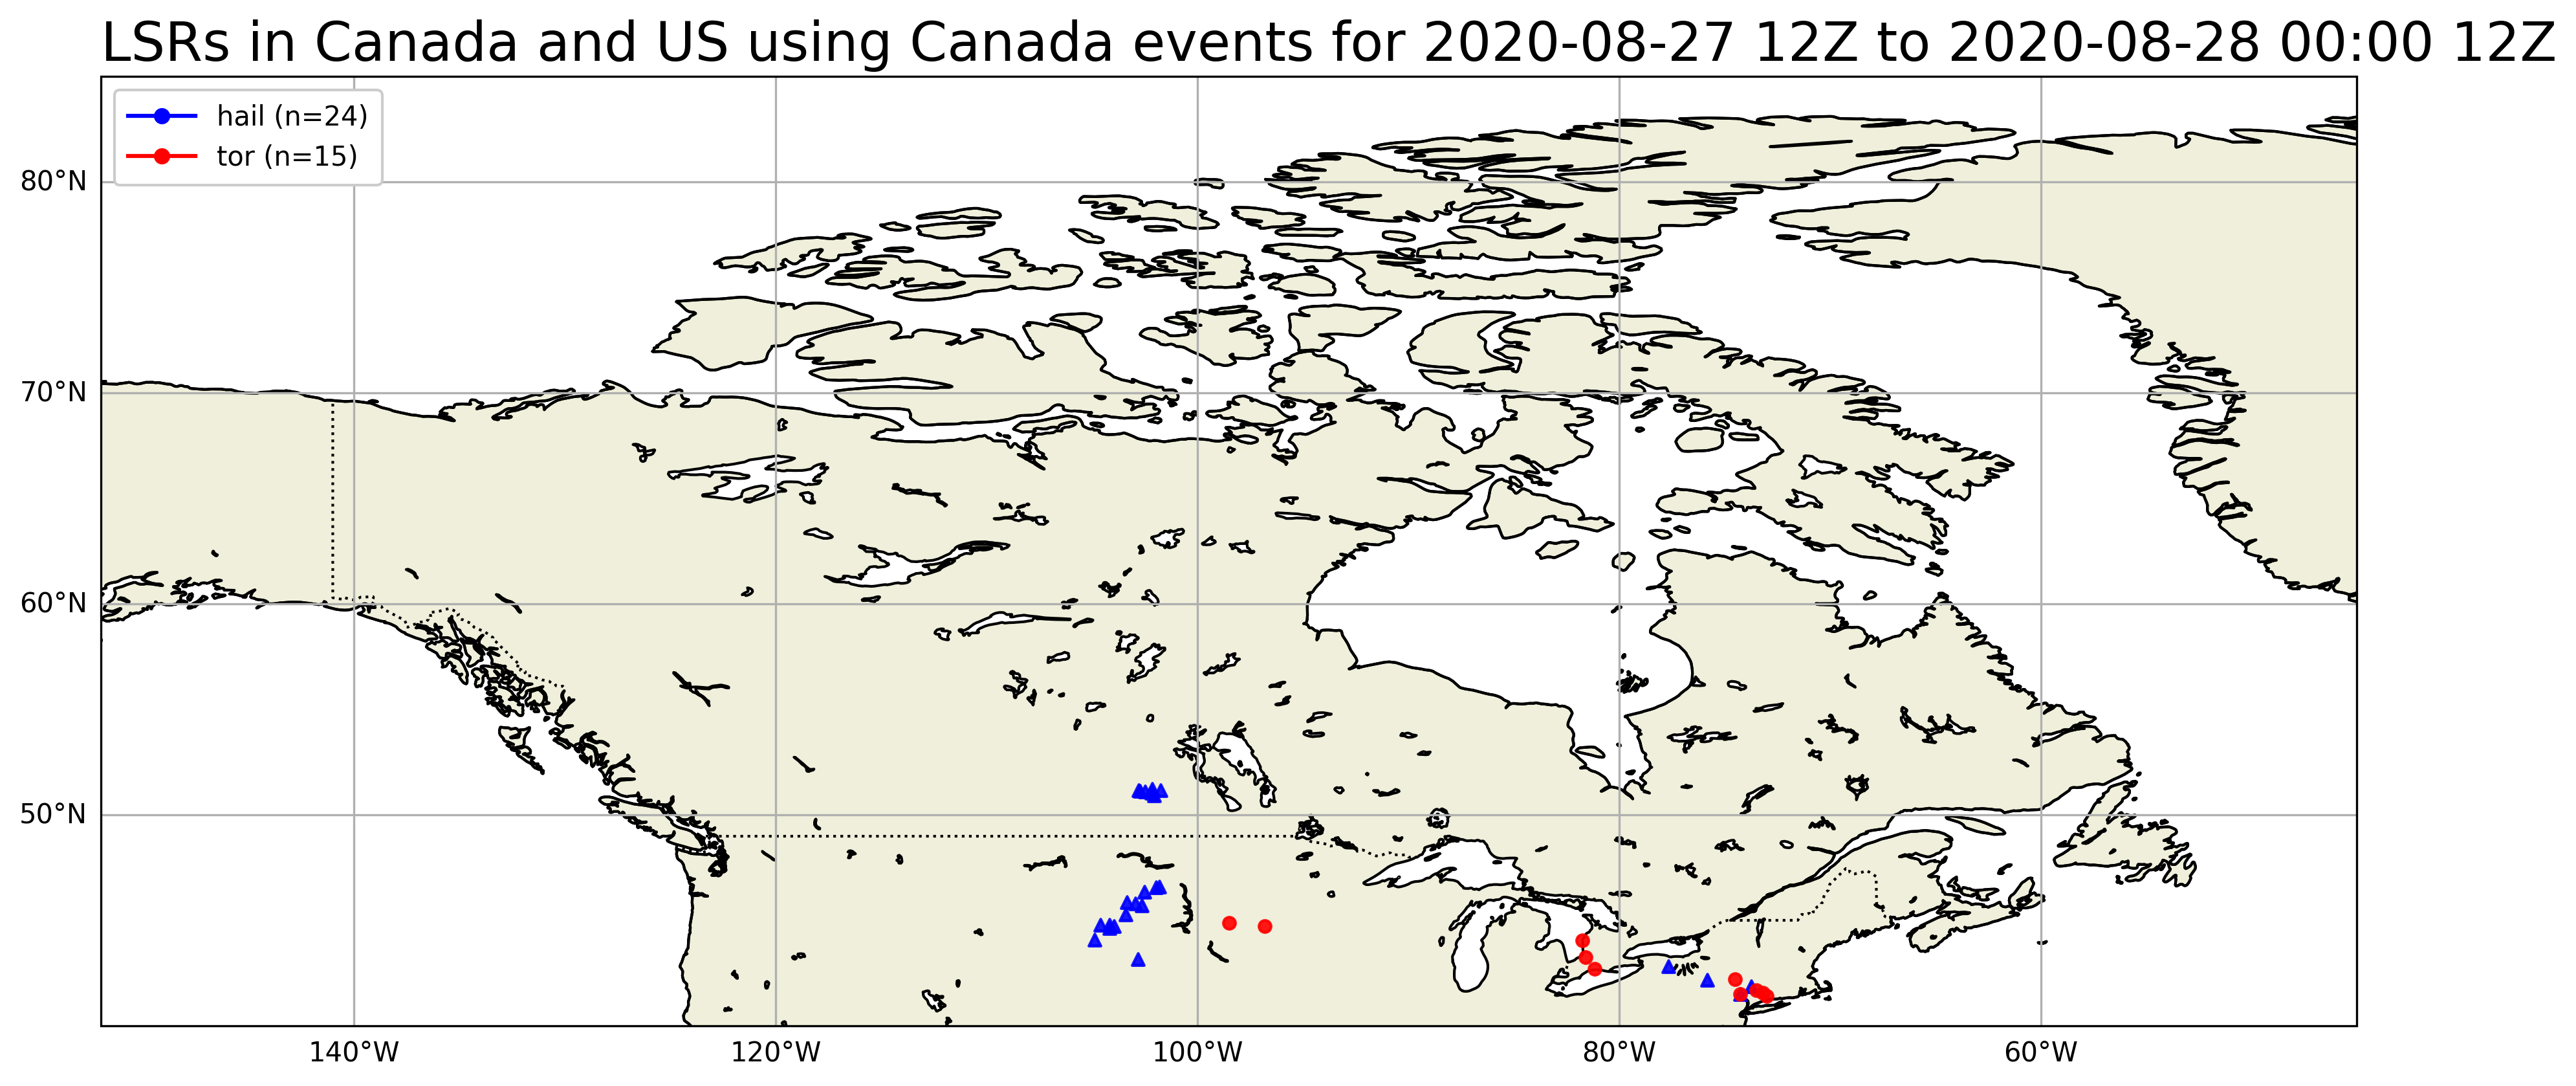 LSRs in Canada and US using Canada events for 2020-08-27 12Z to 2020-08-28 00:00 12Z
hail (n=24)
tor (n=15)
80°N
70°N
60°N
50°N
140°W
120°W
100°W
80°W
60°W